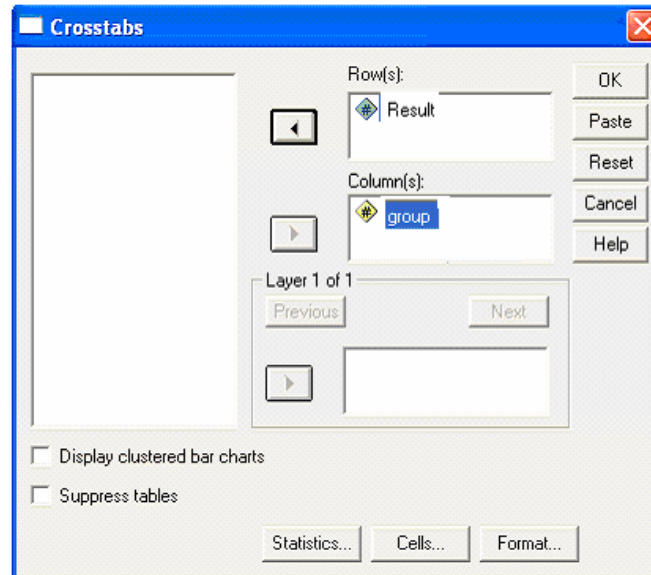 Crosstabs
Row(s):
# Result
OK
Paste
Reset
Column(s):
# group
Cancel
Help
Layer 1 of 1
Previous
Next
Display clustered bar charts
Suppress tables
Statistics...
Cells...
Format...